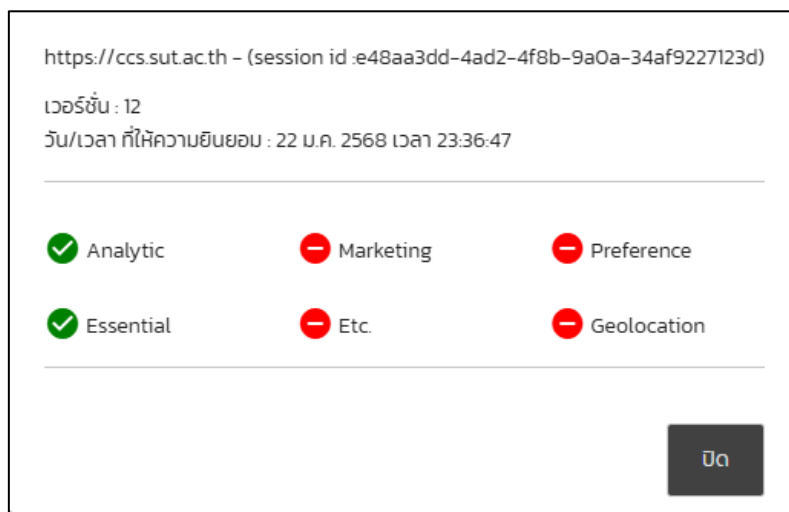 https://ccs.sut.ac.th - (session id :e48aa3dd-4ad2-4f8b-9a0a-34af9227123d)
เวอร์ชั่น : 12
วัน/เวลา ที่ให้ความยินยอม : 22 ม.ค. 2568 เวลา 23:36:47
Analytic Marketing Preference
Essential Etc. Geolocation
ปิด